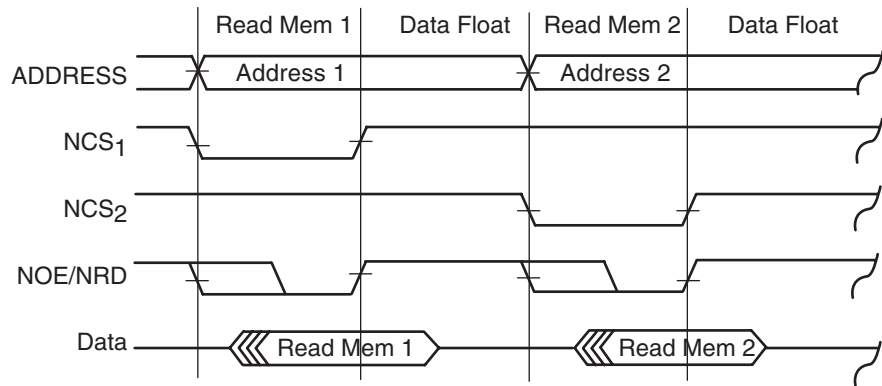 Read Mem 1 Data Float Read Mem 2 Data Float
ADDRESS Address 1 Address 2
NCS1
NCS2
NOE/NRD
Data Read Mem 1 Read Mem 2